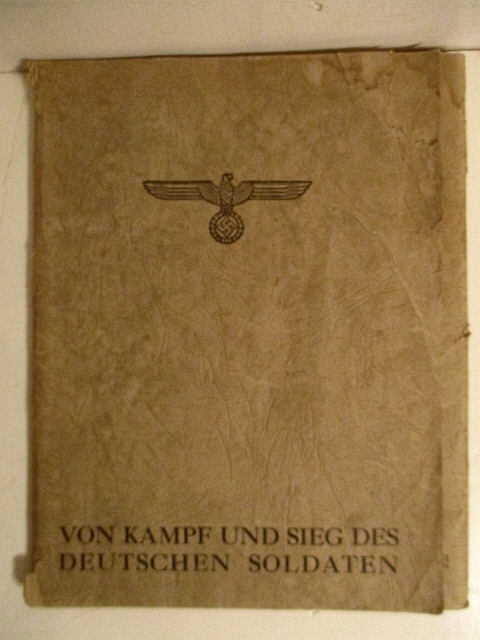 VON KAMPF UND SIEG DES
DEUTSCHEN SOLDATEN